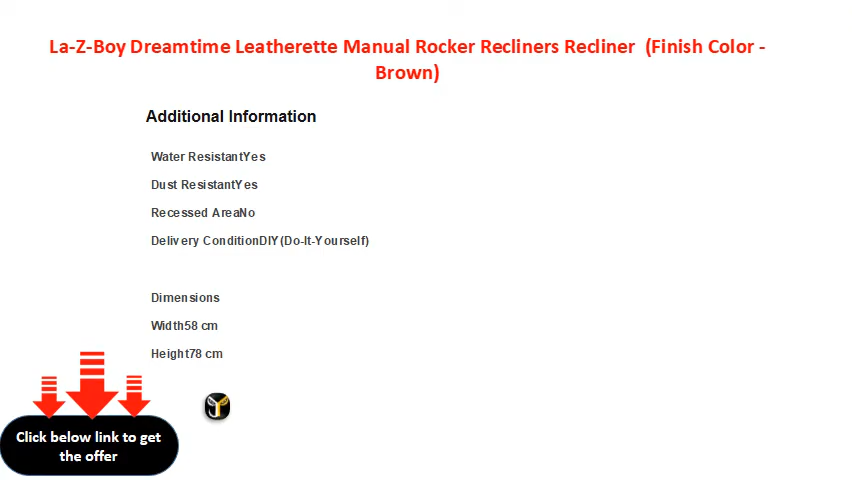 La-Z-Boy Dreamtime Leatherette Manual Rocker Recliners Recliner  (Finish Color -
Brown)
Additional Information
Water ResistantYes
Dust ResistantYes
Recessed AreaNo
Delivery ConditionDIY(Do-It-Yourself)
Dimensions
Width58 cm
Height78 cm
Click below link to get
the offer